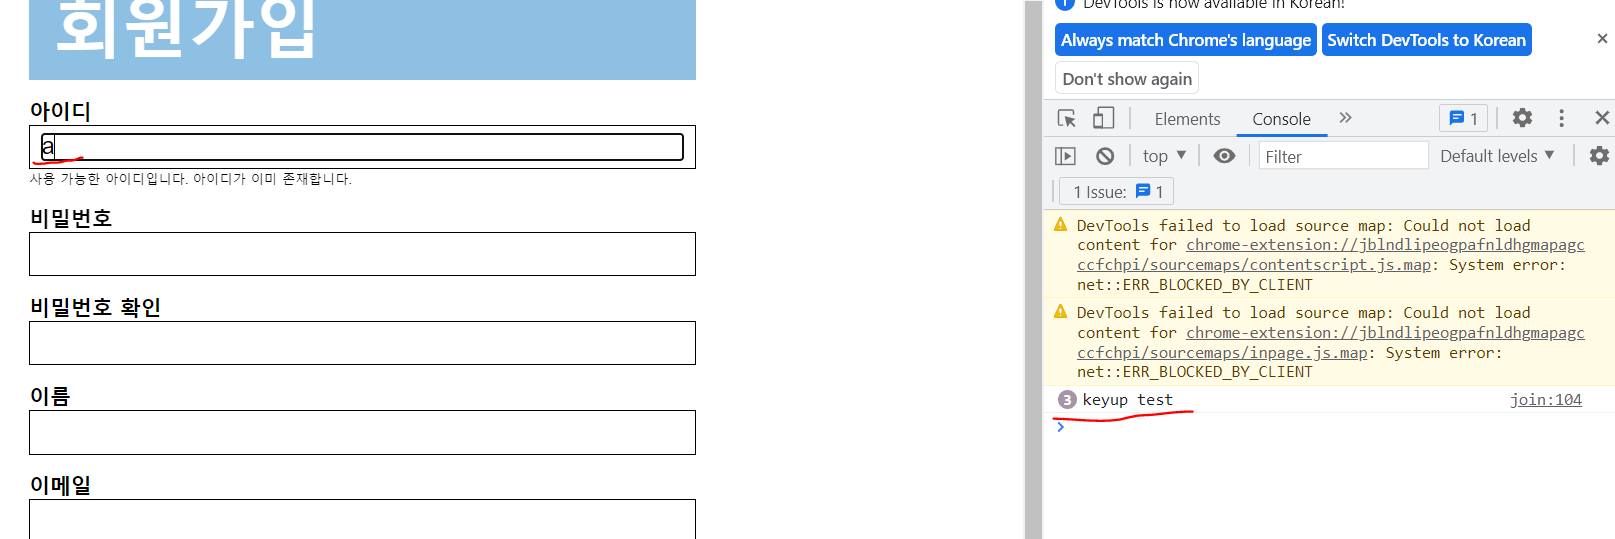 회원가입
아이디
a
사용 가능한 아이디입니다. 아이디가 이미 존재합니다.
비밀번호
비밀번호 확인
이름
이메일
DevTools is now available in Korean!
Always match Chrome's language
Switch DevTools to Korean
Don't show again
Elements
Console
1
top
Filter
Default levels
1 Issue: 1
DevTools failed to load source map: Could not load
content for chrome-extension://jblndlipeogpafnldhgmapagc
ccfchpi/sourcemaps/contentscript.js.map: System error:
net::ERR_BLOCKED_BY_CLIENT
DevTools failed to load source map: Could not load
content for chrome-extension://jblndlipeogpafnldhgmapagc
ccfchpi/sourcemaps/inpage.js.map: System error:
net::ERR_BLOCKED_BY_CLIENT
3 keyup test join:104